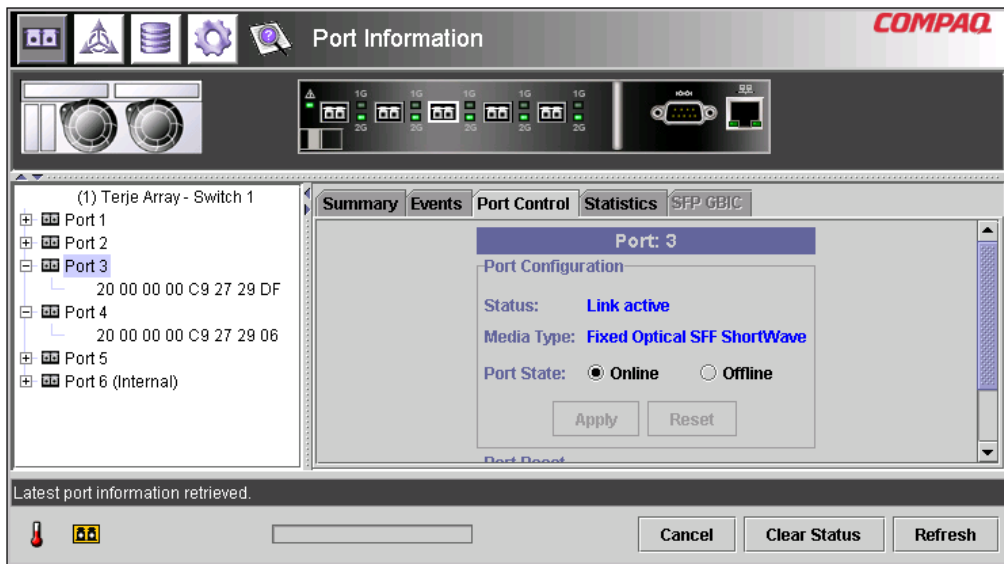 Port Information
COMPAQ
1G 1G 1G 1G 1G
2G 2G 2G 2G 2G
(1) Terje Array - Switch 1
Port 1
Port 2
Port 3
20 00 00 00 C9 27 29 DF
Port 4
20 00 00 00 C9 27 29 06
Port 5
Port 6 (Internal)
Summary Events Port Control Statistics SFP GBIC
Port: 3
Port Configuration
Status: Link active
Media Type: Fixed Optical SFF ShortWave
Port State: Online Offline
Apply Reset
Port Reset
Latest port information retrieved.
Cancel Clear Status Refresh